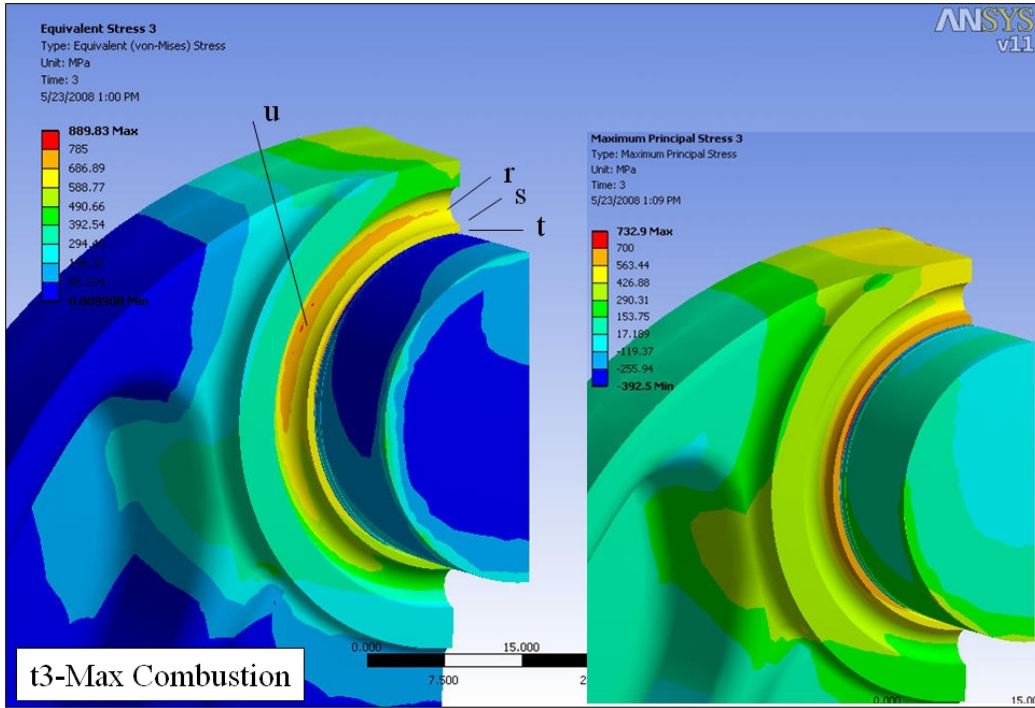 Equivalent Stress 3
Type: Equivalent (von-Mises) Stress
Unit: MPa
Time: 3
5/23/2008 1:00 PM
889.83 Max
785
686.89
588.77
490.66
392.54
Min
ANSYS
v11
u
r
s
t
Maximum Principal Stress 3
Type: Maximum Principal Stress
Unit: MPa
Time: 3
5/23/2008 1:09 PM
732.9 Max
700
563.44
426.88
290.31
153.75
17.189
-119.37
-255.94
-392.5 Min
0.000
15.000
7.500
t3-Max Combustion
0.000